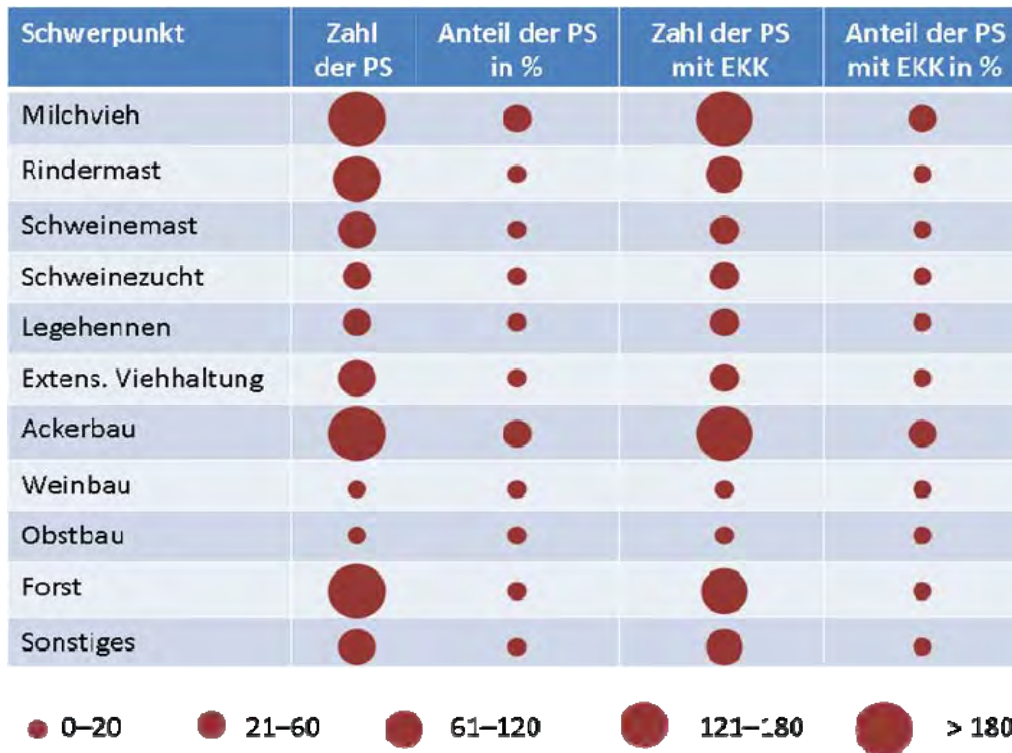 Schwerpunkt Zahl der PS Anteil der PS in % Zahl der PS mit EKK Anteil der PS mit EKK in %
Milchvieh
Rindermast
Schweinemast
Schweinezucht
Legehennen
Extens. Viehhaltung
Ackerbau
Weinbau
Obstbau
Forst
Sonstiges
0–20 21–60 61–120 121–180 > 180